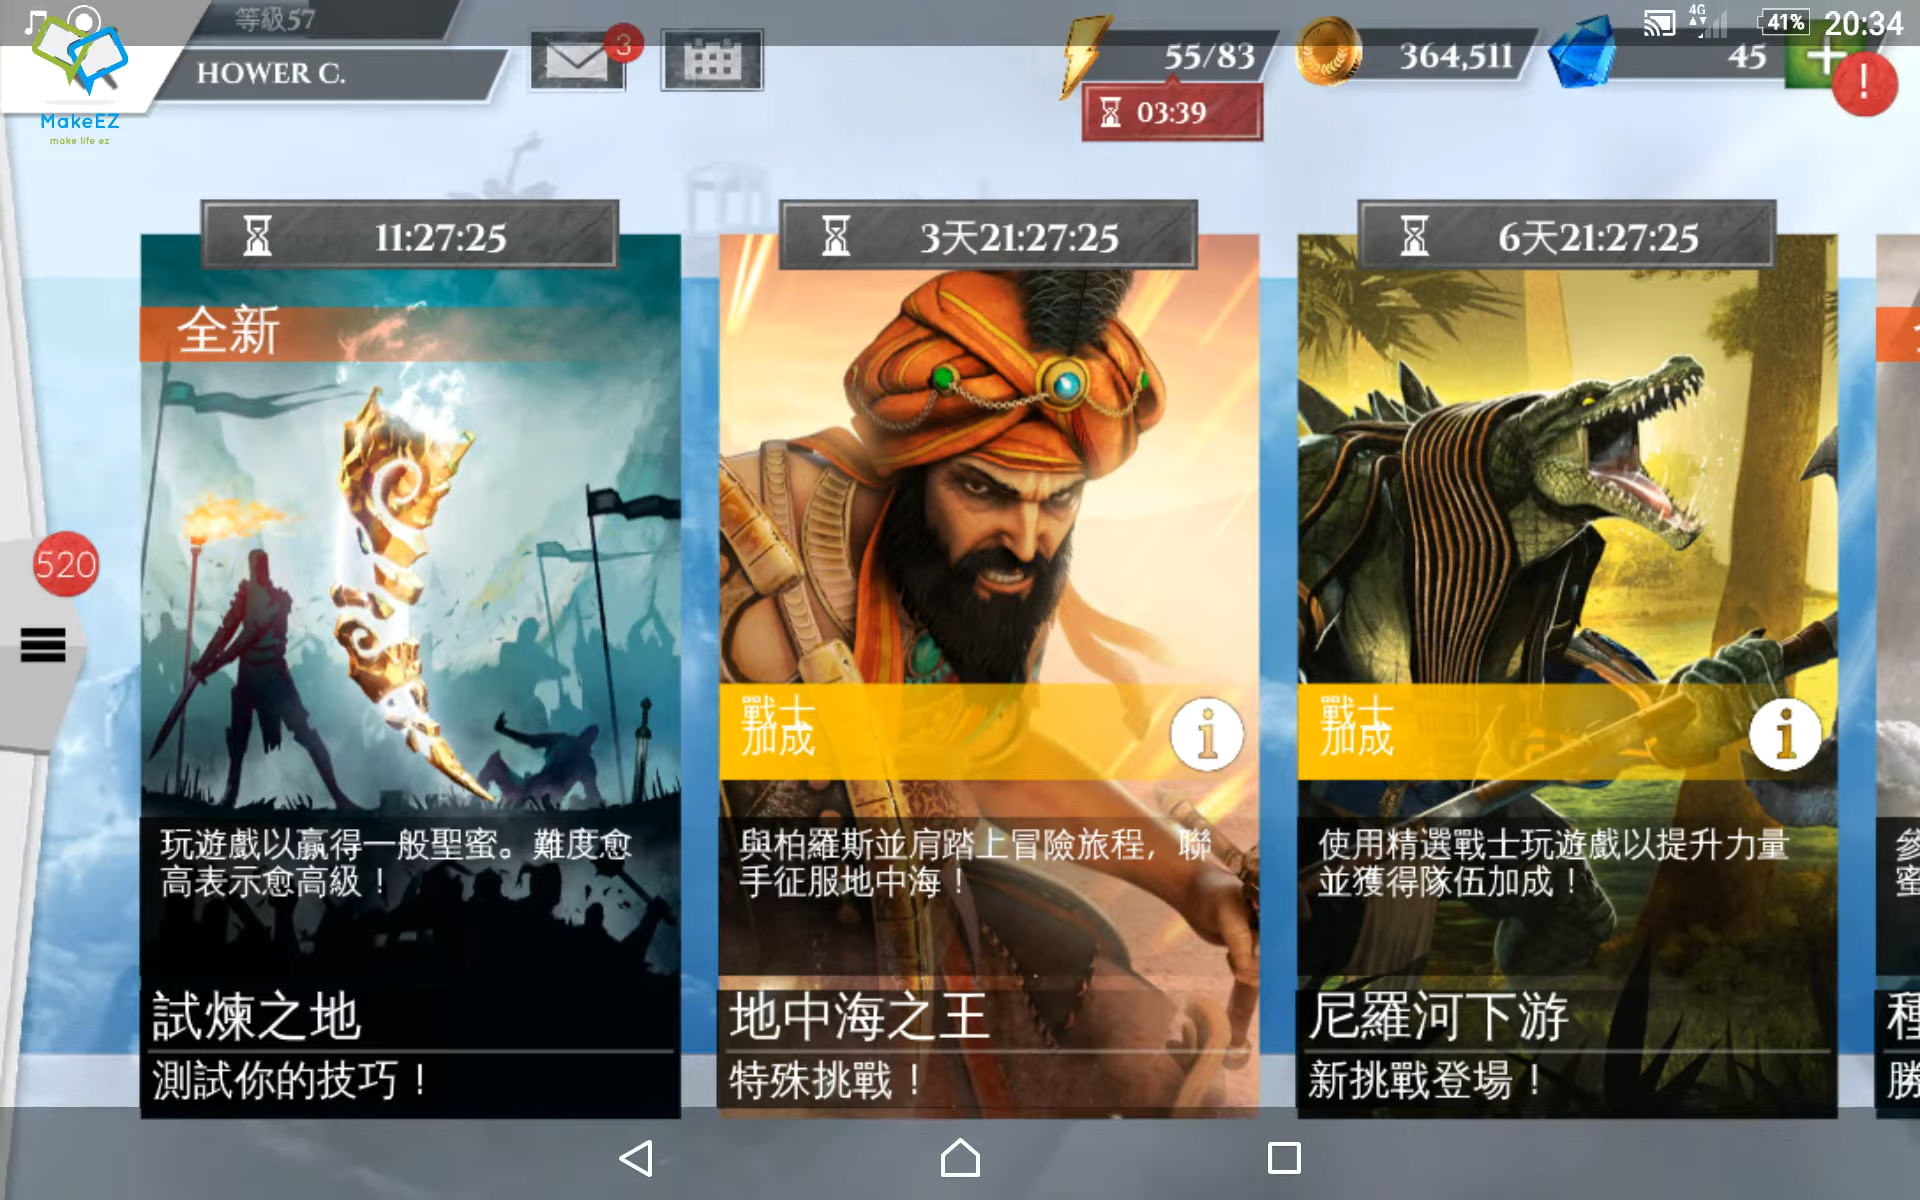 等級57
4G
41%
20:34
HOWER C.
3
55/83
364,511
45
!
03:39
MakeEZ
make life ez
11:27:25
3天21:27:25
6天21:27:25
全新
520
戰士
加成
i
戰士
加成
i
玩遊戲以贏得一般聖蜜。難度愈
高表示愈高級！
與柏羅斯並肩踏上冒險旅程，聯
手征服地中海！
使用精選戰士玩遊戲以提升力量
並獲得隊伍加成！
蜜
試煉之地
測試你的技巧！
地中海之王
特殊挑戰！
尼羅河下游
新挑戰登場！
勝